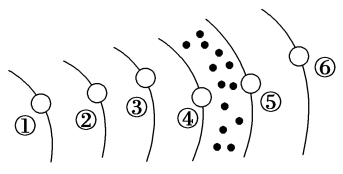 ① ② ③ ④ ⑤ ⑥